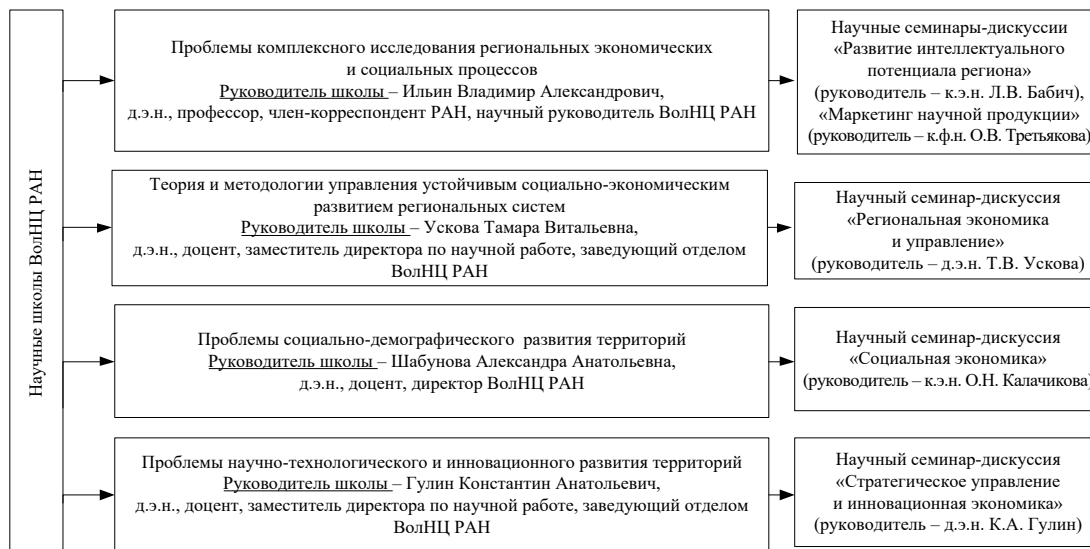 Научные школы ВолНЦ РАН
Проблемы комплексного исследования региональных экономических
и социальных процессов
Руководитель школы – Ильин Владимир Александрович,
д.э.н., профессор, член-корреспондент РАН, научный руководитель ВолНЦ РАН
Научные семинары-дискуссии
«Развитие интеллектуального
потенциала региона»
(руководитель – к.э.н. Л.В. Бабич),
«Маркетинг научной продукции»
(руководитель – к.ф.н. О.В. Третьякова)
Теория и методологии управления устойчивым социально-экономическим
развитием региональных систем
Руководитель школы – Ускова Тамара Витальевна,
д.э.н., доцент, заместитель директора по научной работе, заведующий отделом
ВолНЦ РАН
Научный семинар-дискуссия
«Региональная экономика
и управление»
(руководитель – д.э.н. Т.В. Ускова)
Проблемы социально-демографического развития территорий
Руководитель школы – Шабунова Александра Анатольевна,
д.э.н., доцент, директор ВолНЦ РАН
Научный семинар-дискуссия
«Социальная экономика»
(руководитель – к.э.н. О.Н. Калачикова)
Проблемы научно-технологического и инновационного развития территорий
Руководитель школы – Гулин Константин Анатольевич,
д.э.н., доцент, заместитель директора по научной работе, заведующий отделом
ВолНЦ РАН
Научный семинар-дискуссия
«Стратегическое управление
и инновационная экономика»
(руководитель – д.э.н. К.А. Гулин)